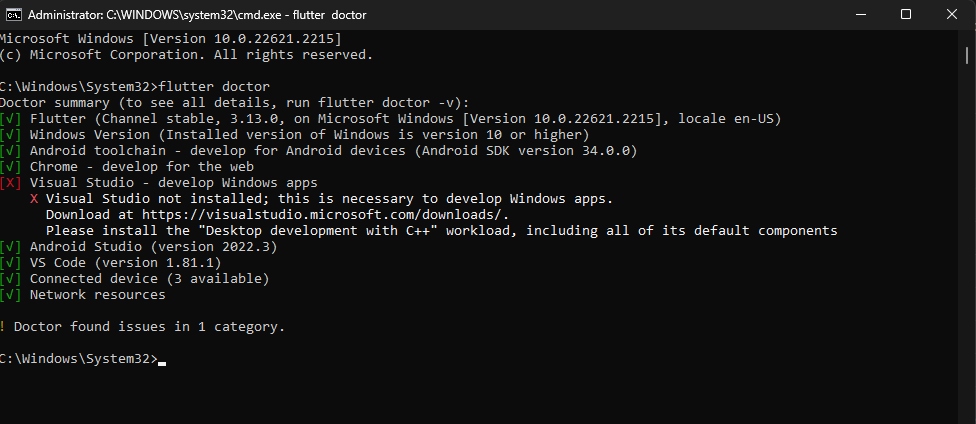 Administrator: C:\WINDOWS\system32\cmd.exe - flutter  doctor
Microsoft Windows [Version 10.0.22621.2215]
(c) Microsoft Corporation. All rights reserved.
C:\Windows\System32>flutter doctor
Doctor summary (to see all details, run flutter doctor -v):
[√] Flutter (Channel stable, 3.13.0, on Microsoft Windows [Version 10.0.22621.2215], locale en-US)
[√] Windows Version (Installed version of Windows is version 10 or higher)
[√] Android toolchain - develop for Android devices (Android SDK version 34.0.0)
[√] Chrome - develop for the web
[X] Visual Studio - develop Windows apps
    X Visual Studio not installed; this is necessary to develop Windows apps.
      Download at https://visualstudio.microsoft.com/downloads/.
      Please install the "Desktop development with C++" workload, including all of its default components
[√] Android Studio (version 2022.3)
[√] VS Code (version 1.81.1)
[√] Connected device (3 available)
[√] Network resources
! Doctor found issues in 1 category.
C:\Windows\System32>